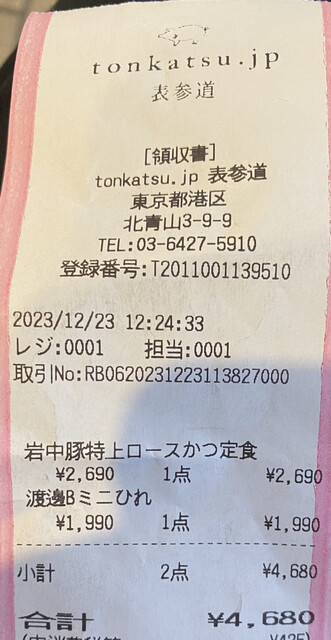 tonkatsu.jp
表参道
[領収書]
tonkatsu.jp 表参道
東京都港区
北青山3-9-9
TEL:03-6427-5910
登録番号:T2011001139510
2023/12/23 12:24:33
レジ:0001 担当:0001
取引No:RB0620231223113827000
岩中豚特上ロースかつ定食
¥2,690 1点 ¥2,690
渡邉Bミニひれ
¥1,990 1点 ¥1,990
小計 2点 ¥4,680
合計 ¥4,680